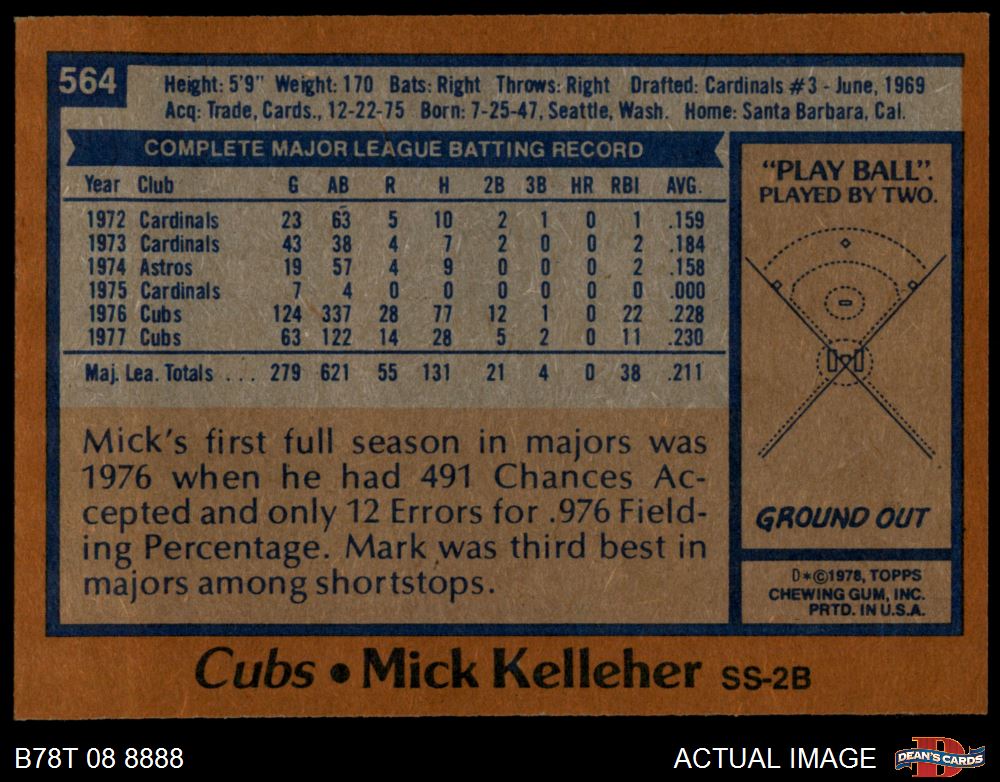 564
Height: 5'9" Weight: 170 Bats: Right Throws: Right Drafted: Cardinals #3 - June, 1969
Acq: Trade, Cards., 12-22-75 Born: 7-25-47, Seattle, Wash. Home: Santa Barbara, Cal.
COMPLETE MAJOR LEAGUE BATTING RECORD
Year Club G AB R H 2B 3B HR RBI AVG.
1972 Cardinals 23 63 5 10 2 1 0 1 .159
1973 Cardinals 43 38 4 7 2 0 0 2 .184
1974 Astros 19 57 4 9 0 0 0 2 .158
1975 Cardinals 7 4 0 0 0 0 0 0 .000
1976 Cubs 124 337 28 77 12 1 0 22 .228
1977 Cubs 63 122 14 28 5 2 0 11 .230
Maj. Lea. Totals . . . 279 621 55 131 21 4 0 38 .211
Mick's first full season in majors was
1976 when he had 491 Chances Ac-
cepted and only 12 Errors for .976 Field-
ing Percentage. Mark was third best in
majors among shortstops.
"PLAY BALL".
PLAYED BY TWO.
GROUND OUT
D*©1978, TOPPS
CHEWING GUM, INC.
PRTD. IN U.S.A.
Cubs • Mick Kelleher SS-2B
B78T 08 8888
ACTUAL IMAGE
D
DEAN'S CARDS